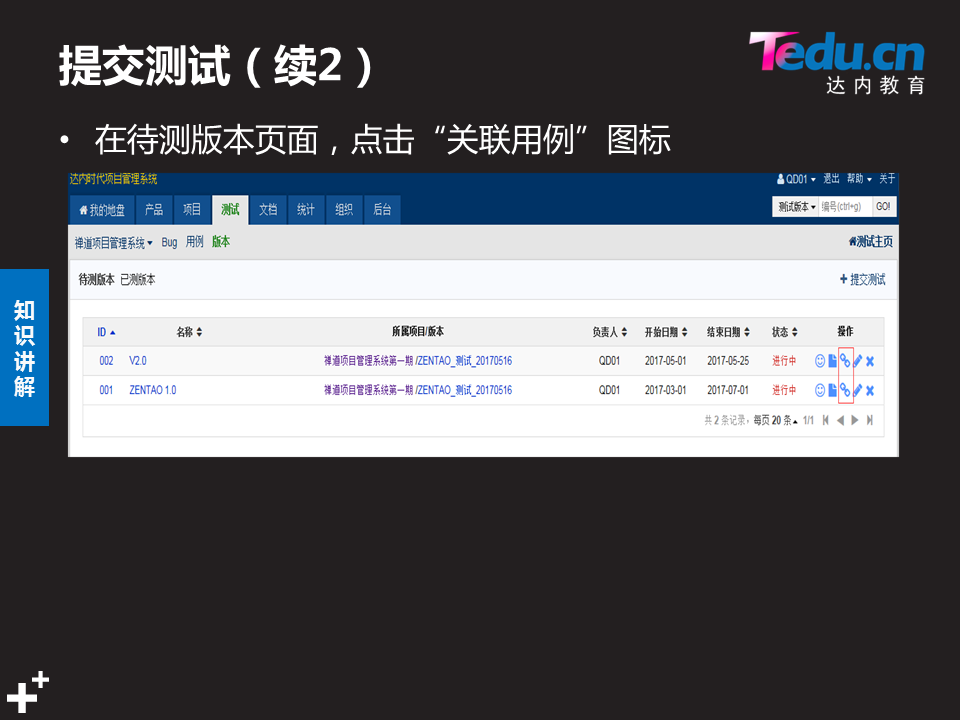 提交测试（续2）
Tedu.cn
达内教育
• 在待测版本页面，点击“关联用例”图标
知识讲解
达内时代项目管理系统
QD01 退出 帮助 关于
我的地盘 产品 项目 测试 文档 统计 组织 后台
测试版本 编号(ctrl+g) GO!
禅道项目管理系统 Bug 用例 版本
测试主页
待测版本 已测版本
提交测试
ID 名称 所属项目/版本 负责人 开始日期 结束日期 状态 操作
002 V2.0 禅道项目管理系统第一期 /ZENTAO_测试_20170516 QD01 2017-05-01 2017-05-25 进行中
001 ZENTAO 1.0 禅道项目管理系统第一期 /ZENTAO_测试_20170516 QD01 2017-03-01 2017-07-01 进行中
共 2 条记录，每页 20 条 1/1